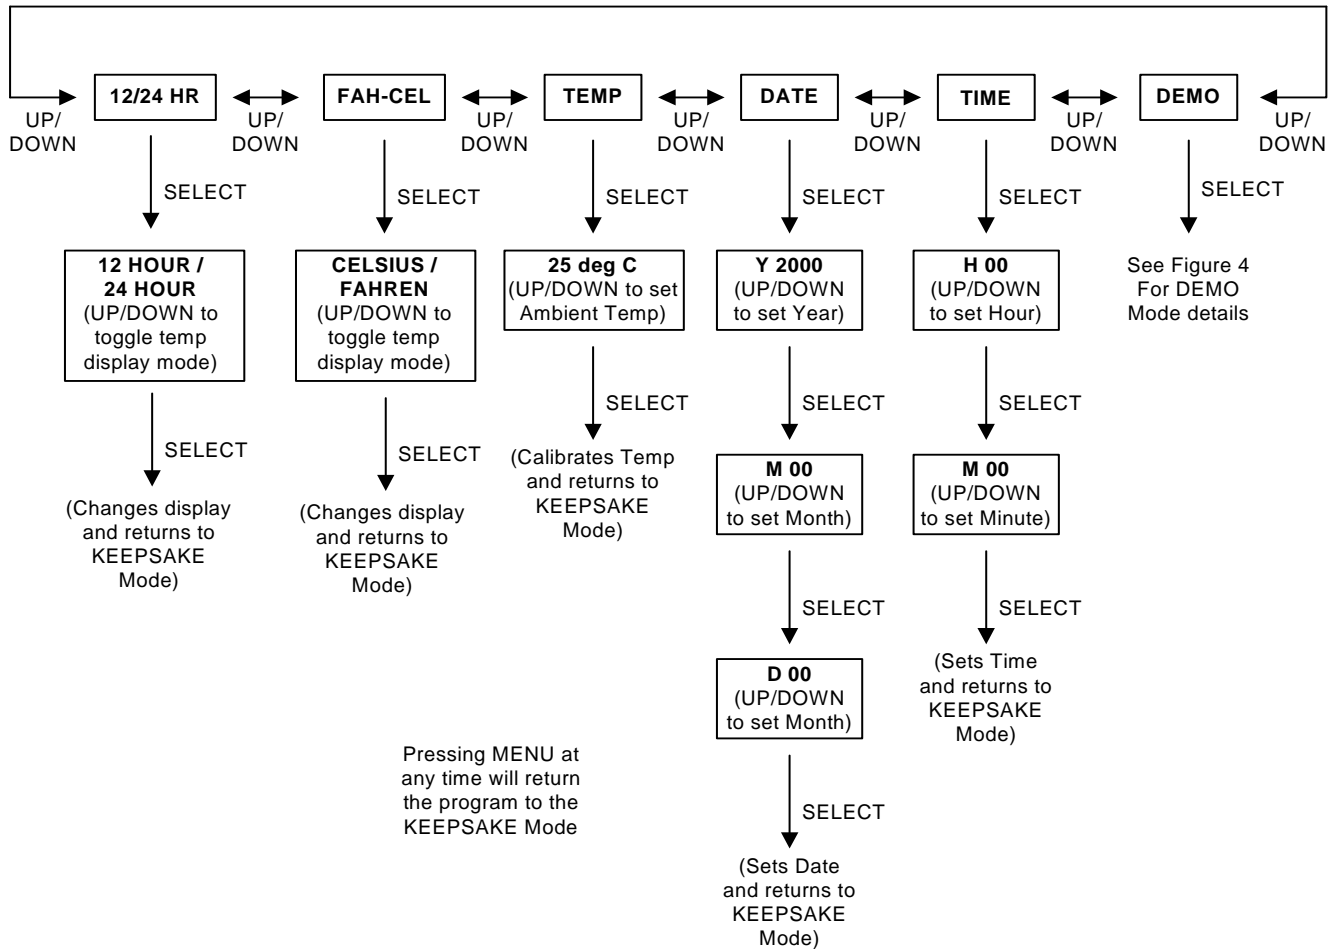 12/24 HR
FAH-CEL
TEMP
DATE
TIME
DEMO
UP/
DOWN
UP/
DOWN
UP/
DOWN
UP/
DOWN
UP/
DOWN
UP/
DOWN
UP/
DOWN
SELECT
SELECT
SELECT
SELECT
SELECT
SELECT
12 HOUR /
24 HOUR
(UP/DOWN to
toggle temp
display mode)
CELSIUS /
FAHREN
(UP/DOWN to
toggle temp
display mode)
25 deg C
(UP/DOWN to set
Ambient Temp)
Y 2000
(UP/DOWN
to set Year)
H 00
(UP/DOWN
to set Hour)
See Figure 4
For DEMO
Mode details
SELECT
SELECT
SELECT
SELECT
SELECT
(Changes display
and returns to
KEEPSAKE
Mode)
(Changes display
and returns to
KEEPSAKE
Mode)
(Calibrates Temp
and returns to
KEEPSAKE
Mode)
M 00
(UP/DOWN
to set Month)
M 00
(UP/DOWN
to set Minute)
SELECT
SELECT
D 00
(UP/DOWN
to set Month)
(Sets Time
and returns to
KEEPSAKE
Mode)
Pressing MENU at
any time will return
the program to the
KEEPSAKE Mode
SELECT
(Sets Date
and returns to
KEEPSAKE
Mode)